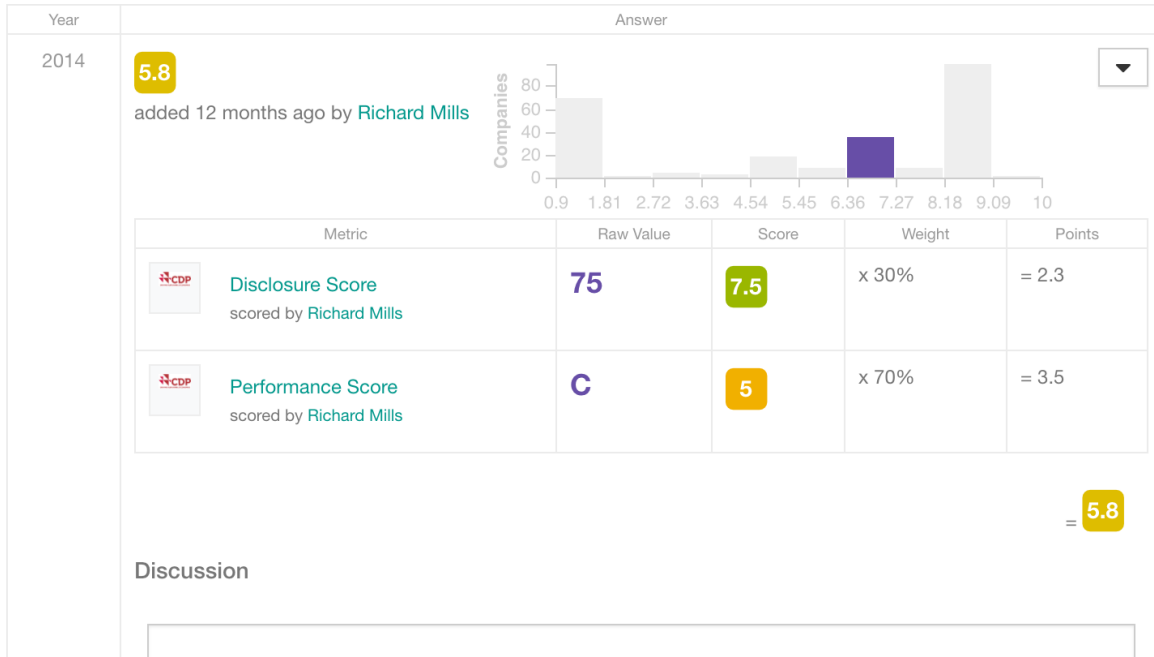 Year Answer
2014
5.8
added 12 months ago by Richard Mills
Companies
80
60
40
20
0
0.9 1.81 2.72 3.63 4.54 5.45 6.36 7.27 8.18 9.09 10
Metric Raw Value Score Weight Points
CDP Disclosure Score 75 7.5 x 30% = 2.3
scored by Richard Mills
CDP Performance Score C 5 x 70% = 3.5
scored by Richard Mills
= 5.8
Discussion